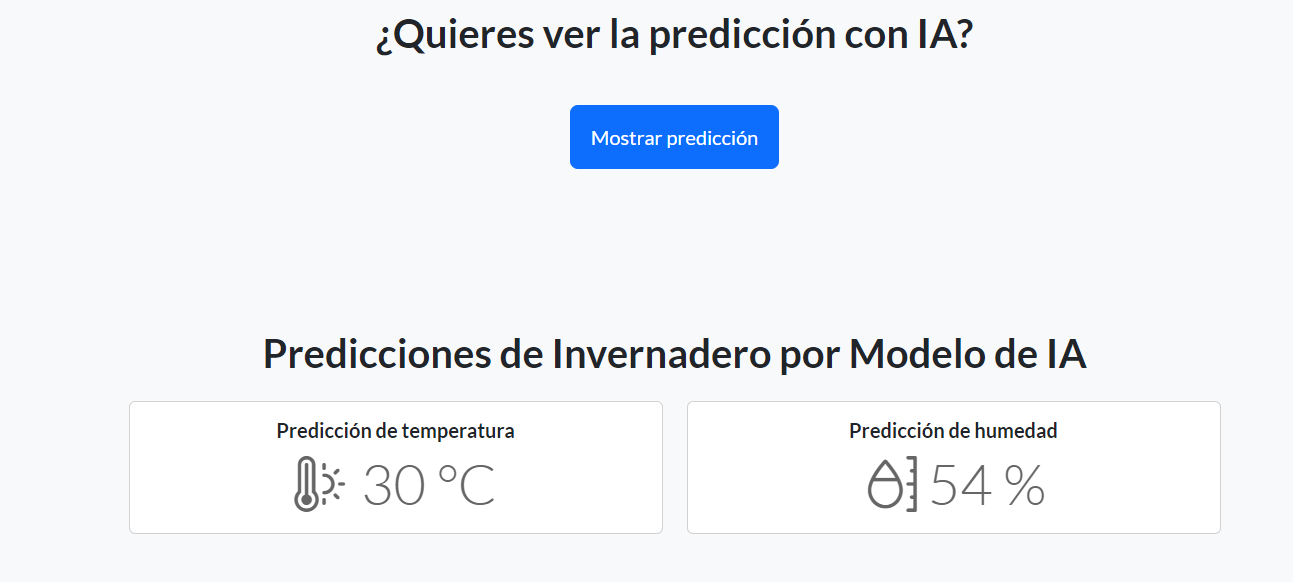 ¿Quieres ver la predicción con IA?
Mostrar predicción
Predicciones de Invernadero por Modelo de IA
Predicción de temperatura
30 °C
Predicción de humedad
54 %